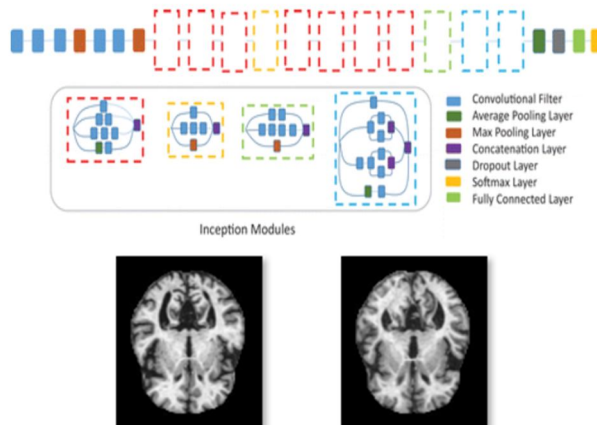 Convolutional Filter
Average Pooling Layer
Max Pooling Layer
Concatenation Layer
Dropout Layer
Softmax Layer
Fully Connected Layer
Inception Modules